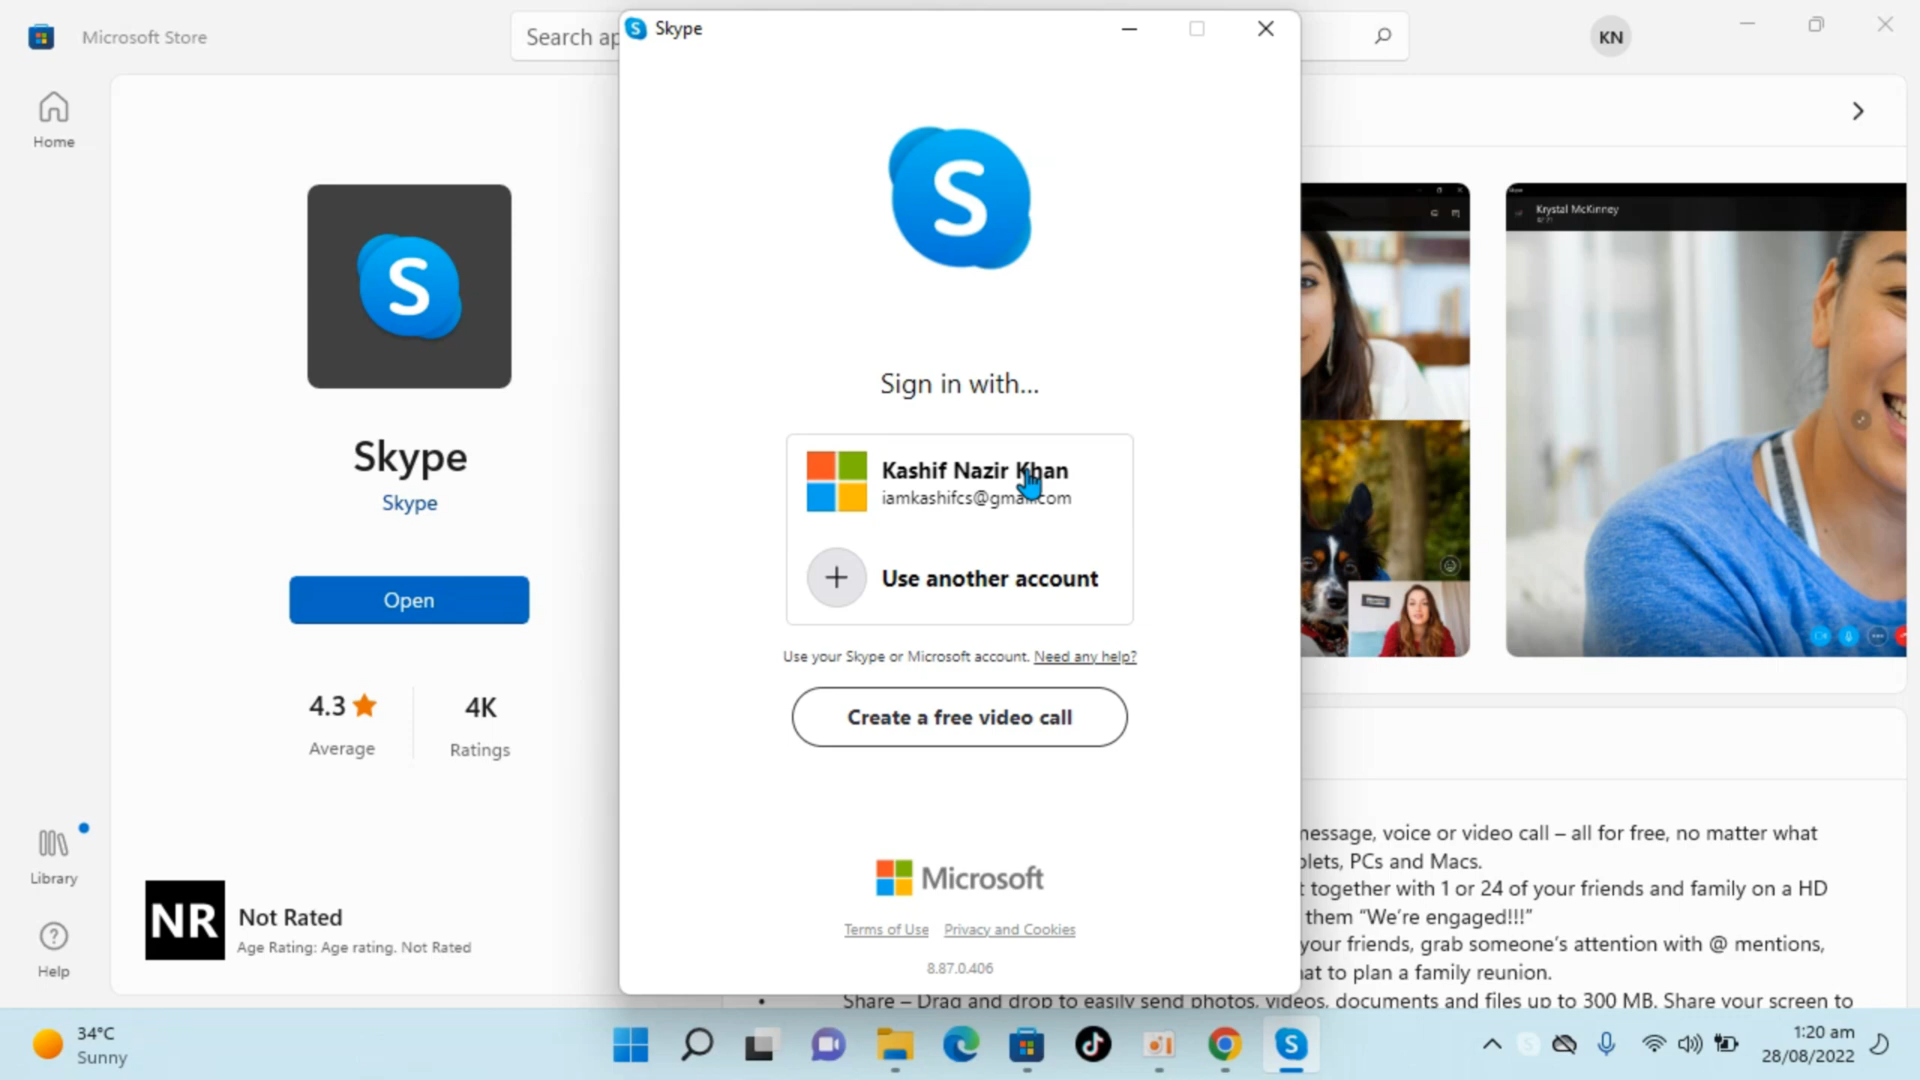 Microsoft Store
Search ap
KN
Home
Skype
Skype
Open
4.3
Average
4K
Ratings
Library
Help
NR
Not Rated
Age Rating: Age rating. Not Rated
Skype
Sign in with...
Kashif Nazir Khan
iamkashifcs@gmail.com
Use another account
Use your Skype or Microsoft account. Need any help?
Create a free video call
Microsoft
Terms of Use Privacy and Cookies
8.87.0.406
Krystal McKinney
message, voice or video call – all for free, no matter what
blets, PCs and Macs.
t together with 1 or 24 of your friends and family on a HD
them “We’re engaged!!!”
your friends, grab someone’s attention with @ mentions,
at to plan a family reunion.
Share – Drag and drop to easily send photos, videos, documents and files up to 300 MB. Share your screen to
34°C
Sunny
1:20 am
28/08/2022